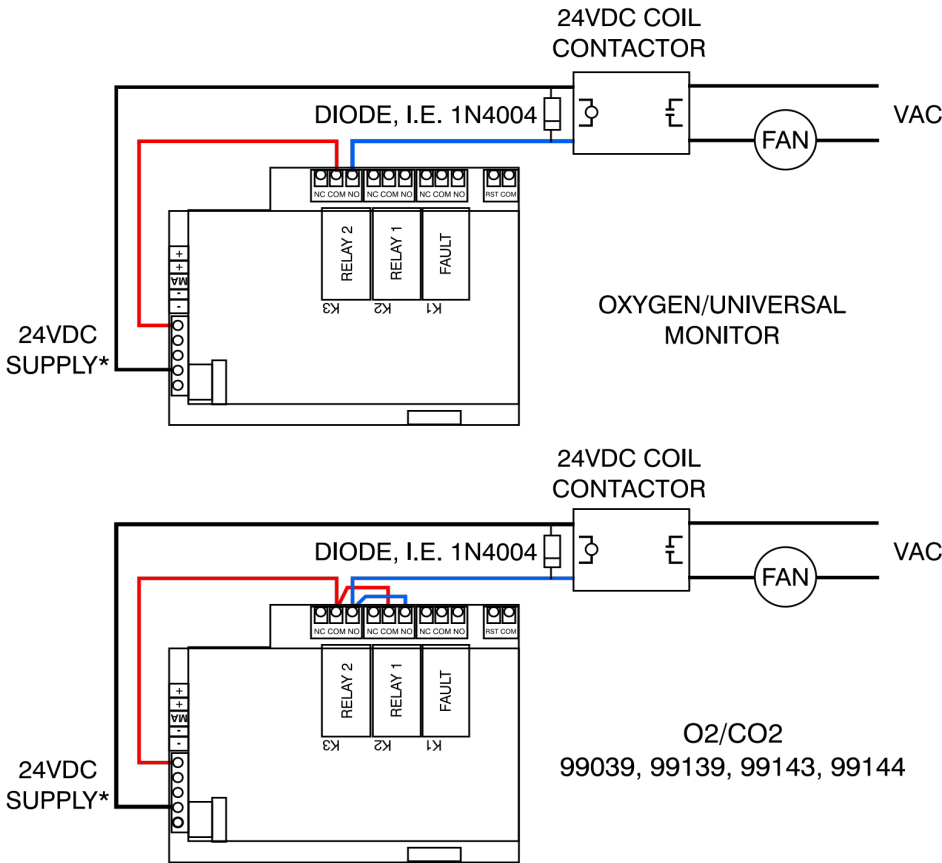 24VDC COIL
CONTACTOR
DIODE, I.E. 1N4004
VAC
FAN
NC COM NO NC COM NO NC COM NO RST COM
RELAY 2
RELAY 1
FAULT
K3
K2
K1
+
+
MA
-
-
24VDC
SUPPLY*
OXYGEN/UNIVERSAL
MONITOR
24VDC COIL
CONTACTOR
DIODE, I.E. 1N4004
VAC
FAN
NC COM NO NC COM NO NC COM NO RST COM
RELAY 2
RELAY 1
FAULT
K3
K2
K1
+
+
MA
-
-
24VDC
SUPPLY*
O2/CO2
99039, 99139, 99143, 99144